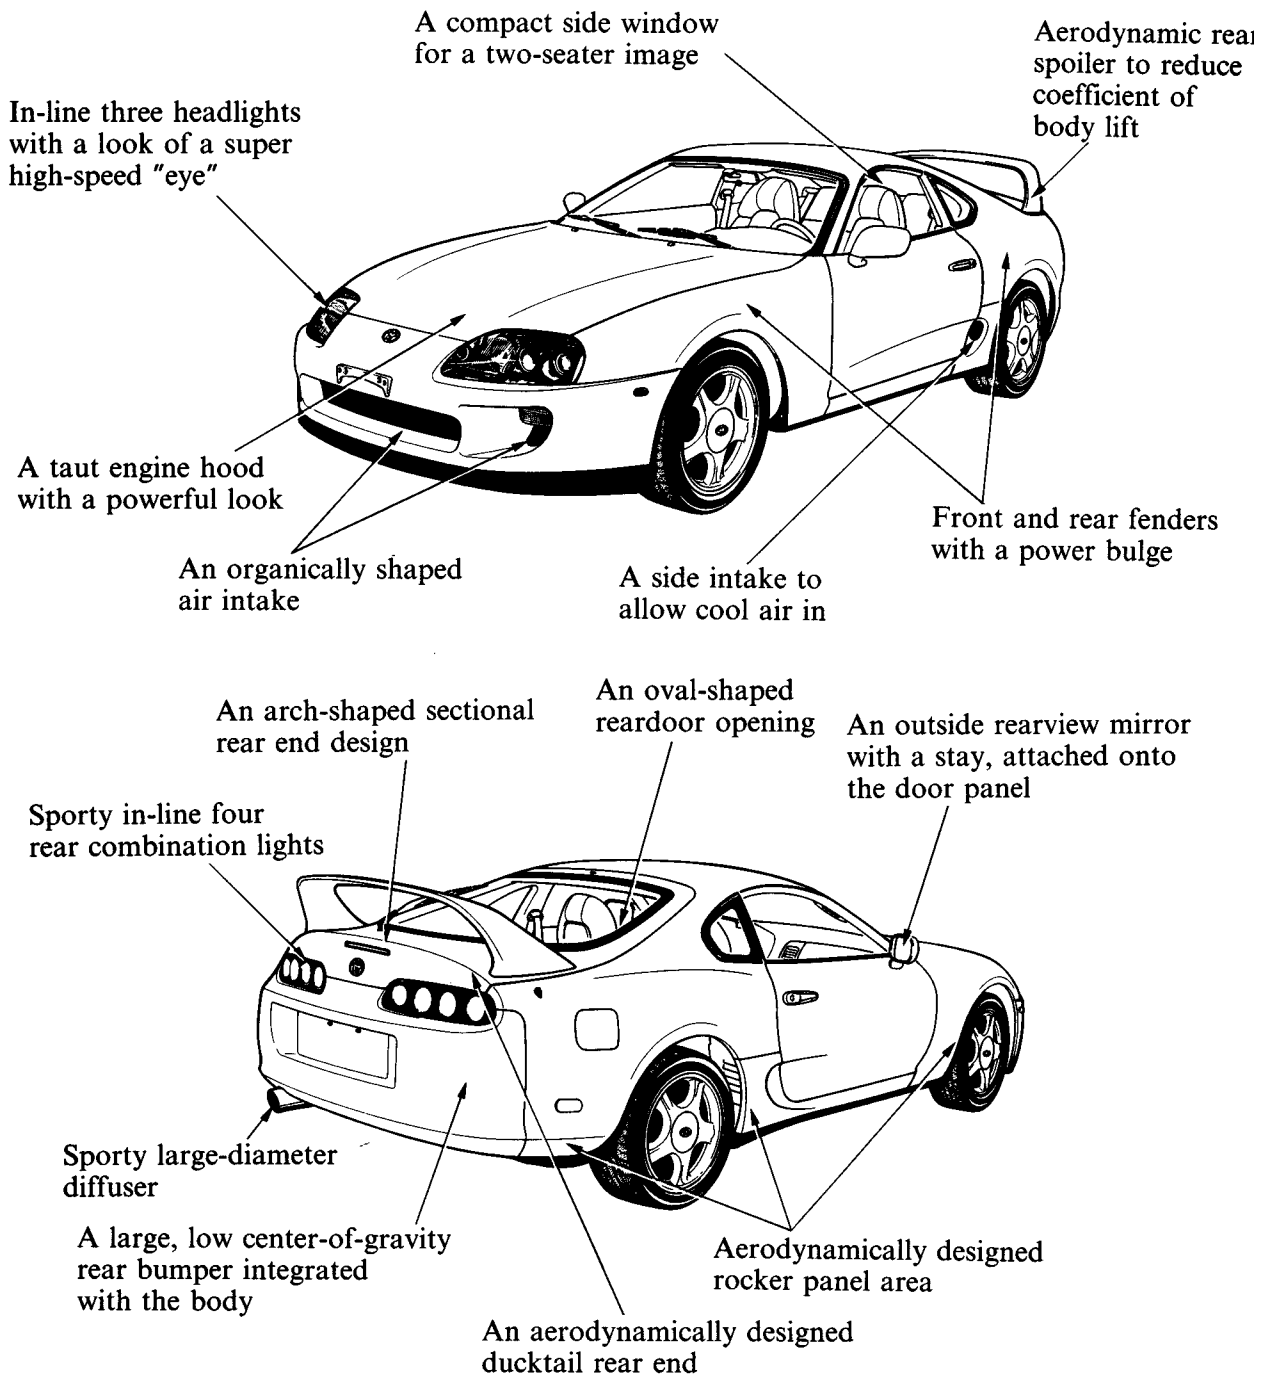 A compact side window
for a two-seater image
Aerodynamic rear
spoiler to reduce
coefficient of
body lift
In-line three headlights
with a look of a super
high-speed "eye"
A taut engine hood
with a powerful look
An organically shaped
air intake
A side intake to
allow cool air in
Front and rear fenders
with a power bulge
An arch-shaped sectional
rear end design
An oval-shaped
reardoor opening
An outside rearview mirror
with a stay, attached onto
the door panel
Sporty in-line four
rear combination lights
Sporty large-diameter
diffuser
A large, low center-of-gravity
rear bumper integrated
with the body
Aerodynamically designed
rocker panel area
An aerodynamically designed
ducktail rear end